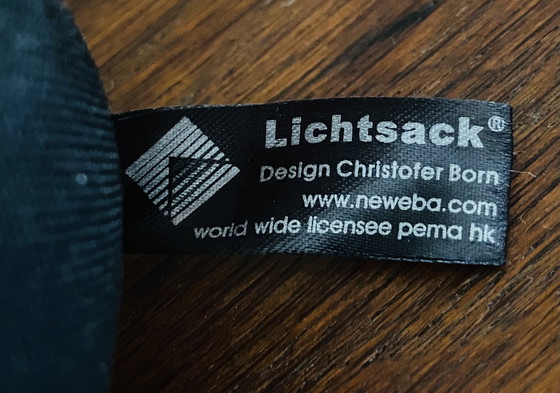 Lichtsack®
Design Christofer Born
www.neweba.com
world wide licensee pema hk